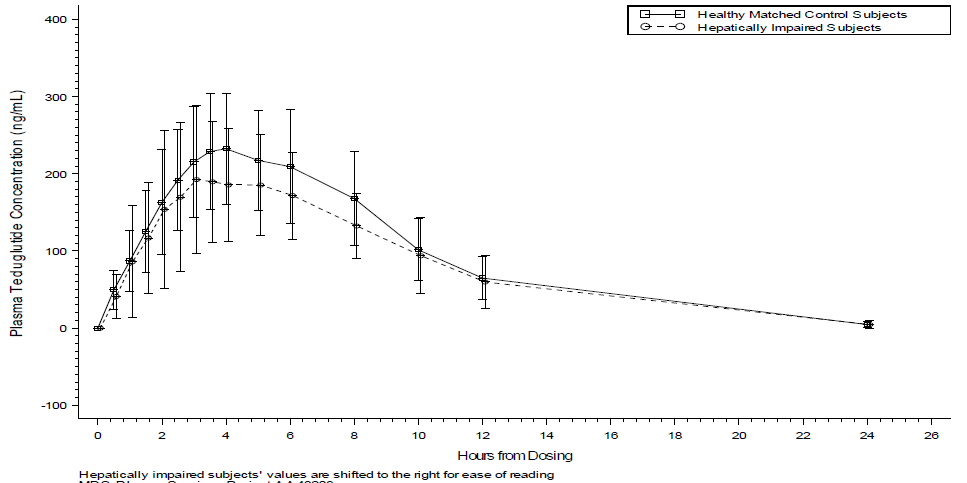 Healthy Matched Control Subjects
Hepatically Impaired Subjects
Plasma Teduglutide Concentration (ng/mL)
400
300
200
100
0
-100
0 2 4 6 8 10 12 14 16 18 20 22 24 26
Hours from Dosing
Hepatically impaired subjects' values are shifted to the right for ease of reading